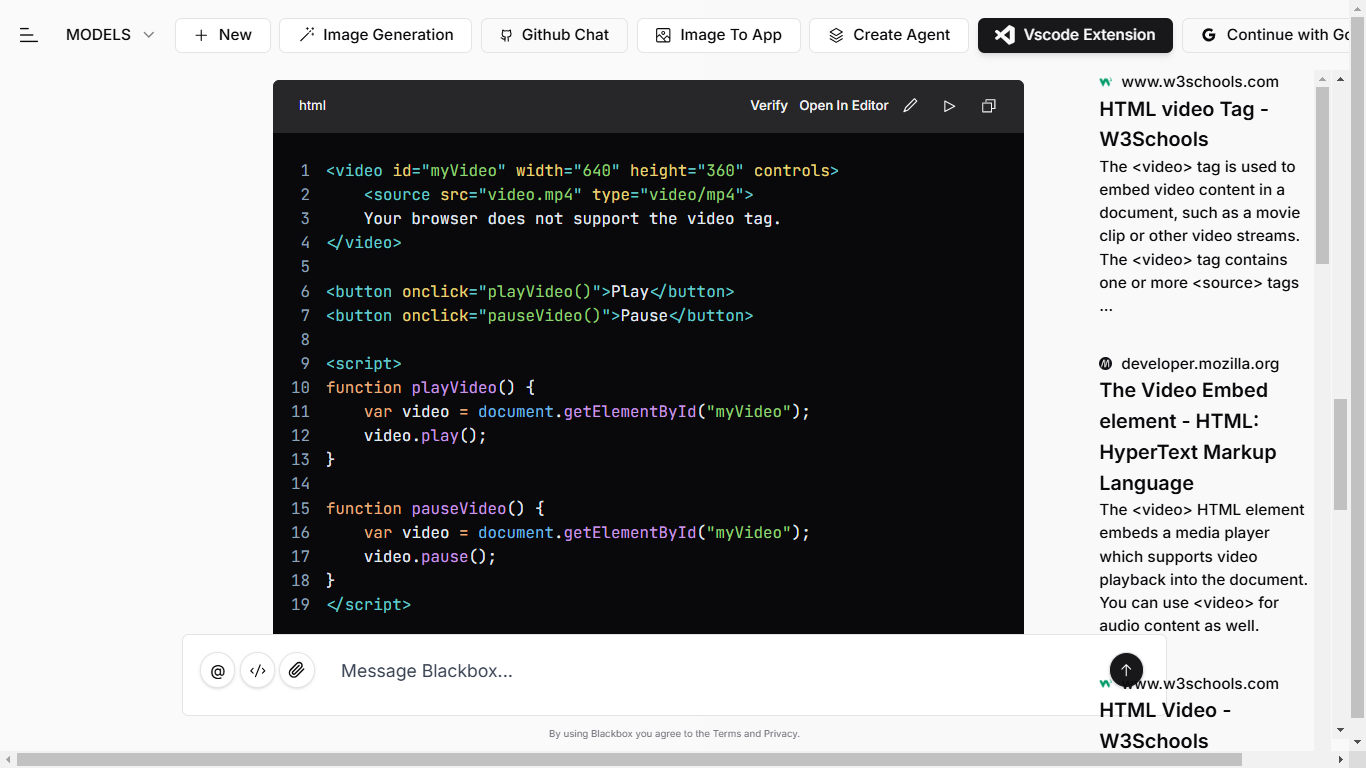 MODELS
New
Image Generation
Github Chat
Image To App
Create Agent
Vscode Extension
Continue with Go
html
Verify
Open In Editor
1 <video id="myVideo" width="640" height="360" controls>
2     <source src="video.mp4" type="video/mp4">
3     Your browser does not support the video tag.
4 </video>
5
6 <button onclick="playVideo()">Play</button>
7 <button onclick="pauseVideo()">Pause</button>
8
9 <script>
10 function playVideo() {
11     var video = document.getElementById("myVideo");
12     video.play();
13 }
14
15 function pauseVideo() {
16     var video = document.getElementById("myVideo");
17     video.pause();
18 }
19 </script>
@
</>
Message Blackbox...
By using Blackbox you agree to the Terms and Privacy.
www.w3schools.com
HTML video Tag -
W3Schools
The <video> tag is used to
embed video content in a
document, such as a movie
clip or other video streams.
The <video> tag contains
one or more <source> tags
...
developer.mozilla.org
The Video Embed
element - HTML:
HyperText Markup
Language
The <video> HTML element
embeds a media player
which supports video
playback into the document.
You can use <video> for
audio content as well.
www.w3schools.com
HTML Video -
W3Schools